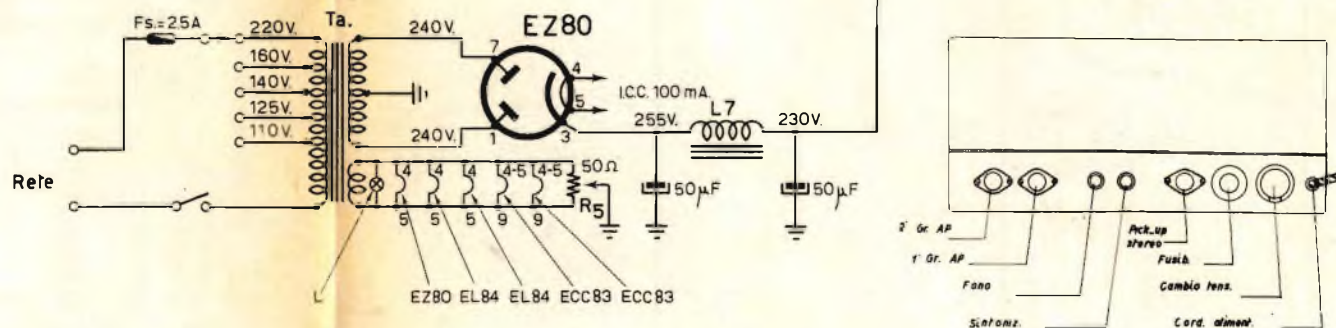 Fs.=2.5A
220V.
Ta.
240V.
EZ80
160V.
140V.
125V.
110V.
7
4
5
3
1
I.C.C. 100 mA.
240V.
255V.
L7
230V.
Rete
4 4 4 4-5 4-5
50Ω
R5
5 5 5 9 9
50µF
50µF
L EZ80 EL84 EL84 ECC83 ECC83
2° Gr. AP
1° Gr. AP
Fono
Sintoniz.
Pick_up
stereo
Fusib.
Cambio tens.
Cord. aliment.